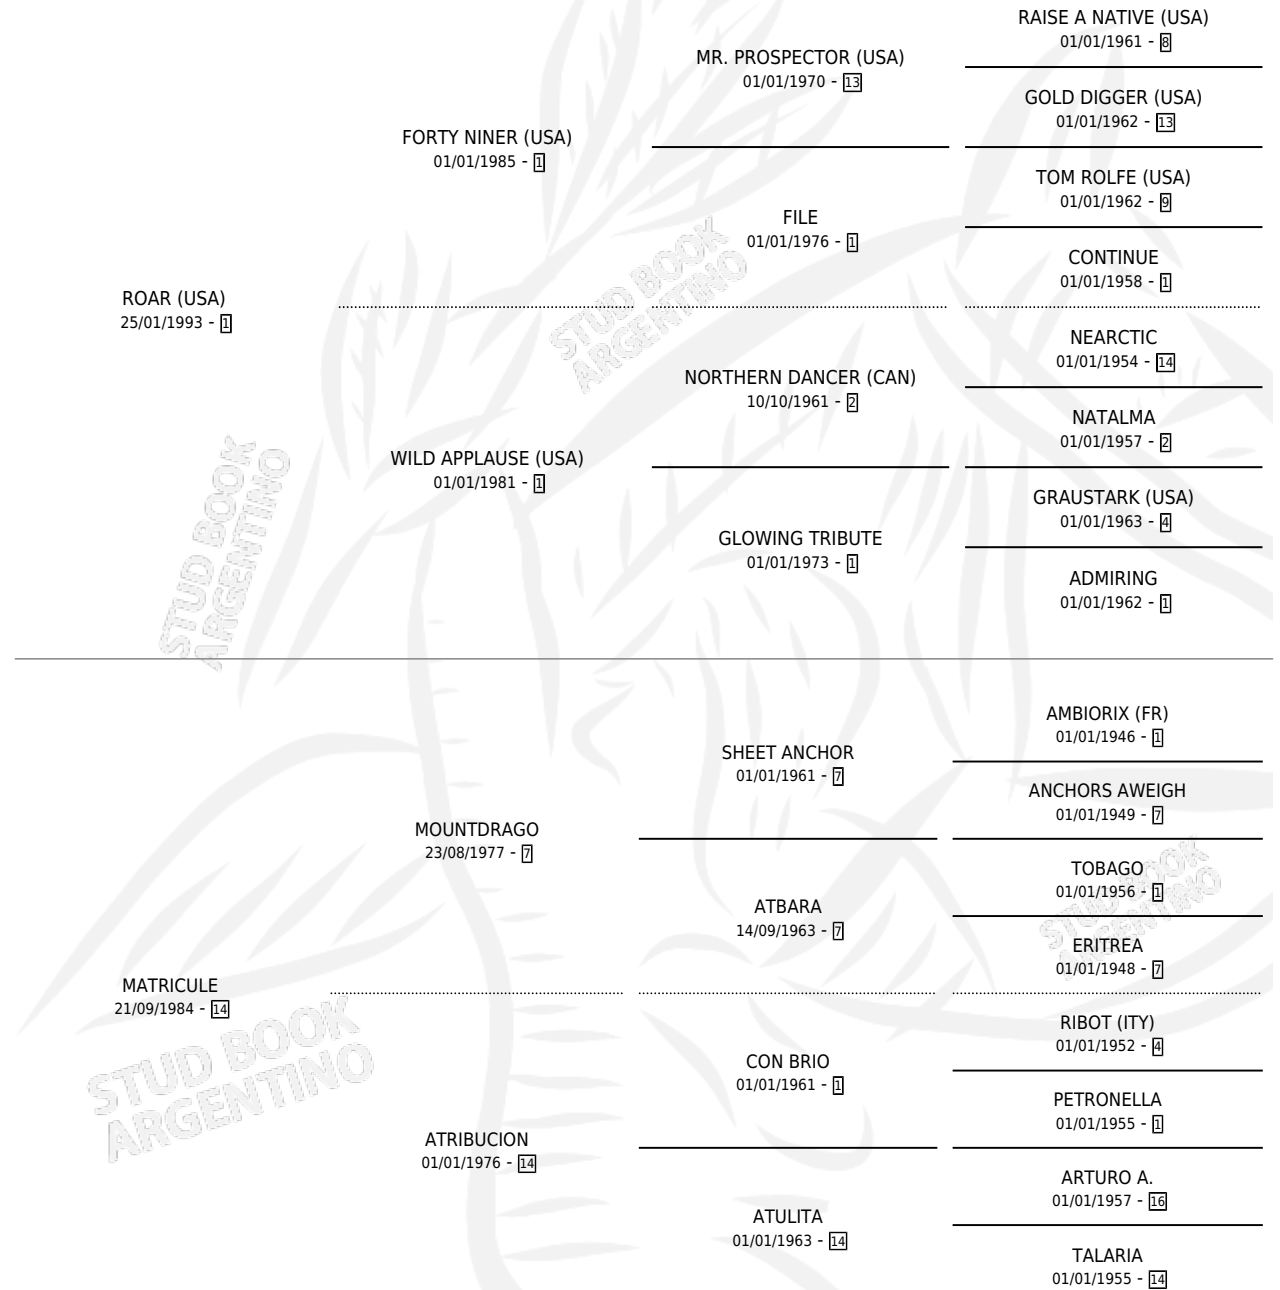 RAISE A NATIVE (USA)
01/01/1961 - 8
MR. PROSPECTOR (USA)
01/01/1970 - 13
GOLD DIGGER (USA)
01/01/1962 - 13
FORTY NINER (USA)
01/01/1985 - 1
TOM ROLFE (USA)
01/01/1962 - 9
FILE
01/01/1976 - 1
CONTINUE
01/01/1958 - 1
ROAR (USA)
25/01/1993 - 1
NEARCTIC
01/01/1954 - 14
NORTHERN DANCER (CAN)
10/10/1961 - 2
NATALMA
01/01/1957 - 2
WILD APPLAUSE (USA)
01/01/1981 - 1
GRAUSTARK (USA)
01/01/1963 - 4
GLOWING TRIBUTE
01/01/1973 - 1
ADMIRING
01/01/1962 - 1
STUD BOOK
ARGENTINO
STUD BOOK
ARGENTINO
AMBIORIX (FR)
01/01/1946 - 1
SHEET ANCHOR
01/01/1961 - 7
ANCHORS AWEIGH
01/01/1949 - 7
MOUNTDRAGO
23/08/1977 - 7
TOBAGO
01/01/1956 - 1
ATBARA
14/09/1963 - 7
ERITREA
01/01/1948 - 7
MATRICULE
21/09/1984 - 14
RIBOT (ITY)
01/01/1952 - 4
CON BRIO
01/01/1961 - 1
PETRONELLA
01/01/1955 - 1
ATRIBUCION
01/01/1976 - 14
ARTURO A.
01/01/1957 - 16
ATULITA
01/01/1963 - 14
TALARIA
01/01/1955 - 14
STUD BOOK
ARGENTINO
STUD BOOK
ARGENTINO